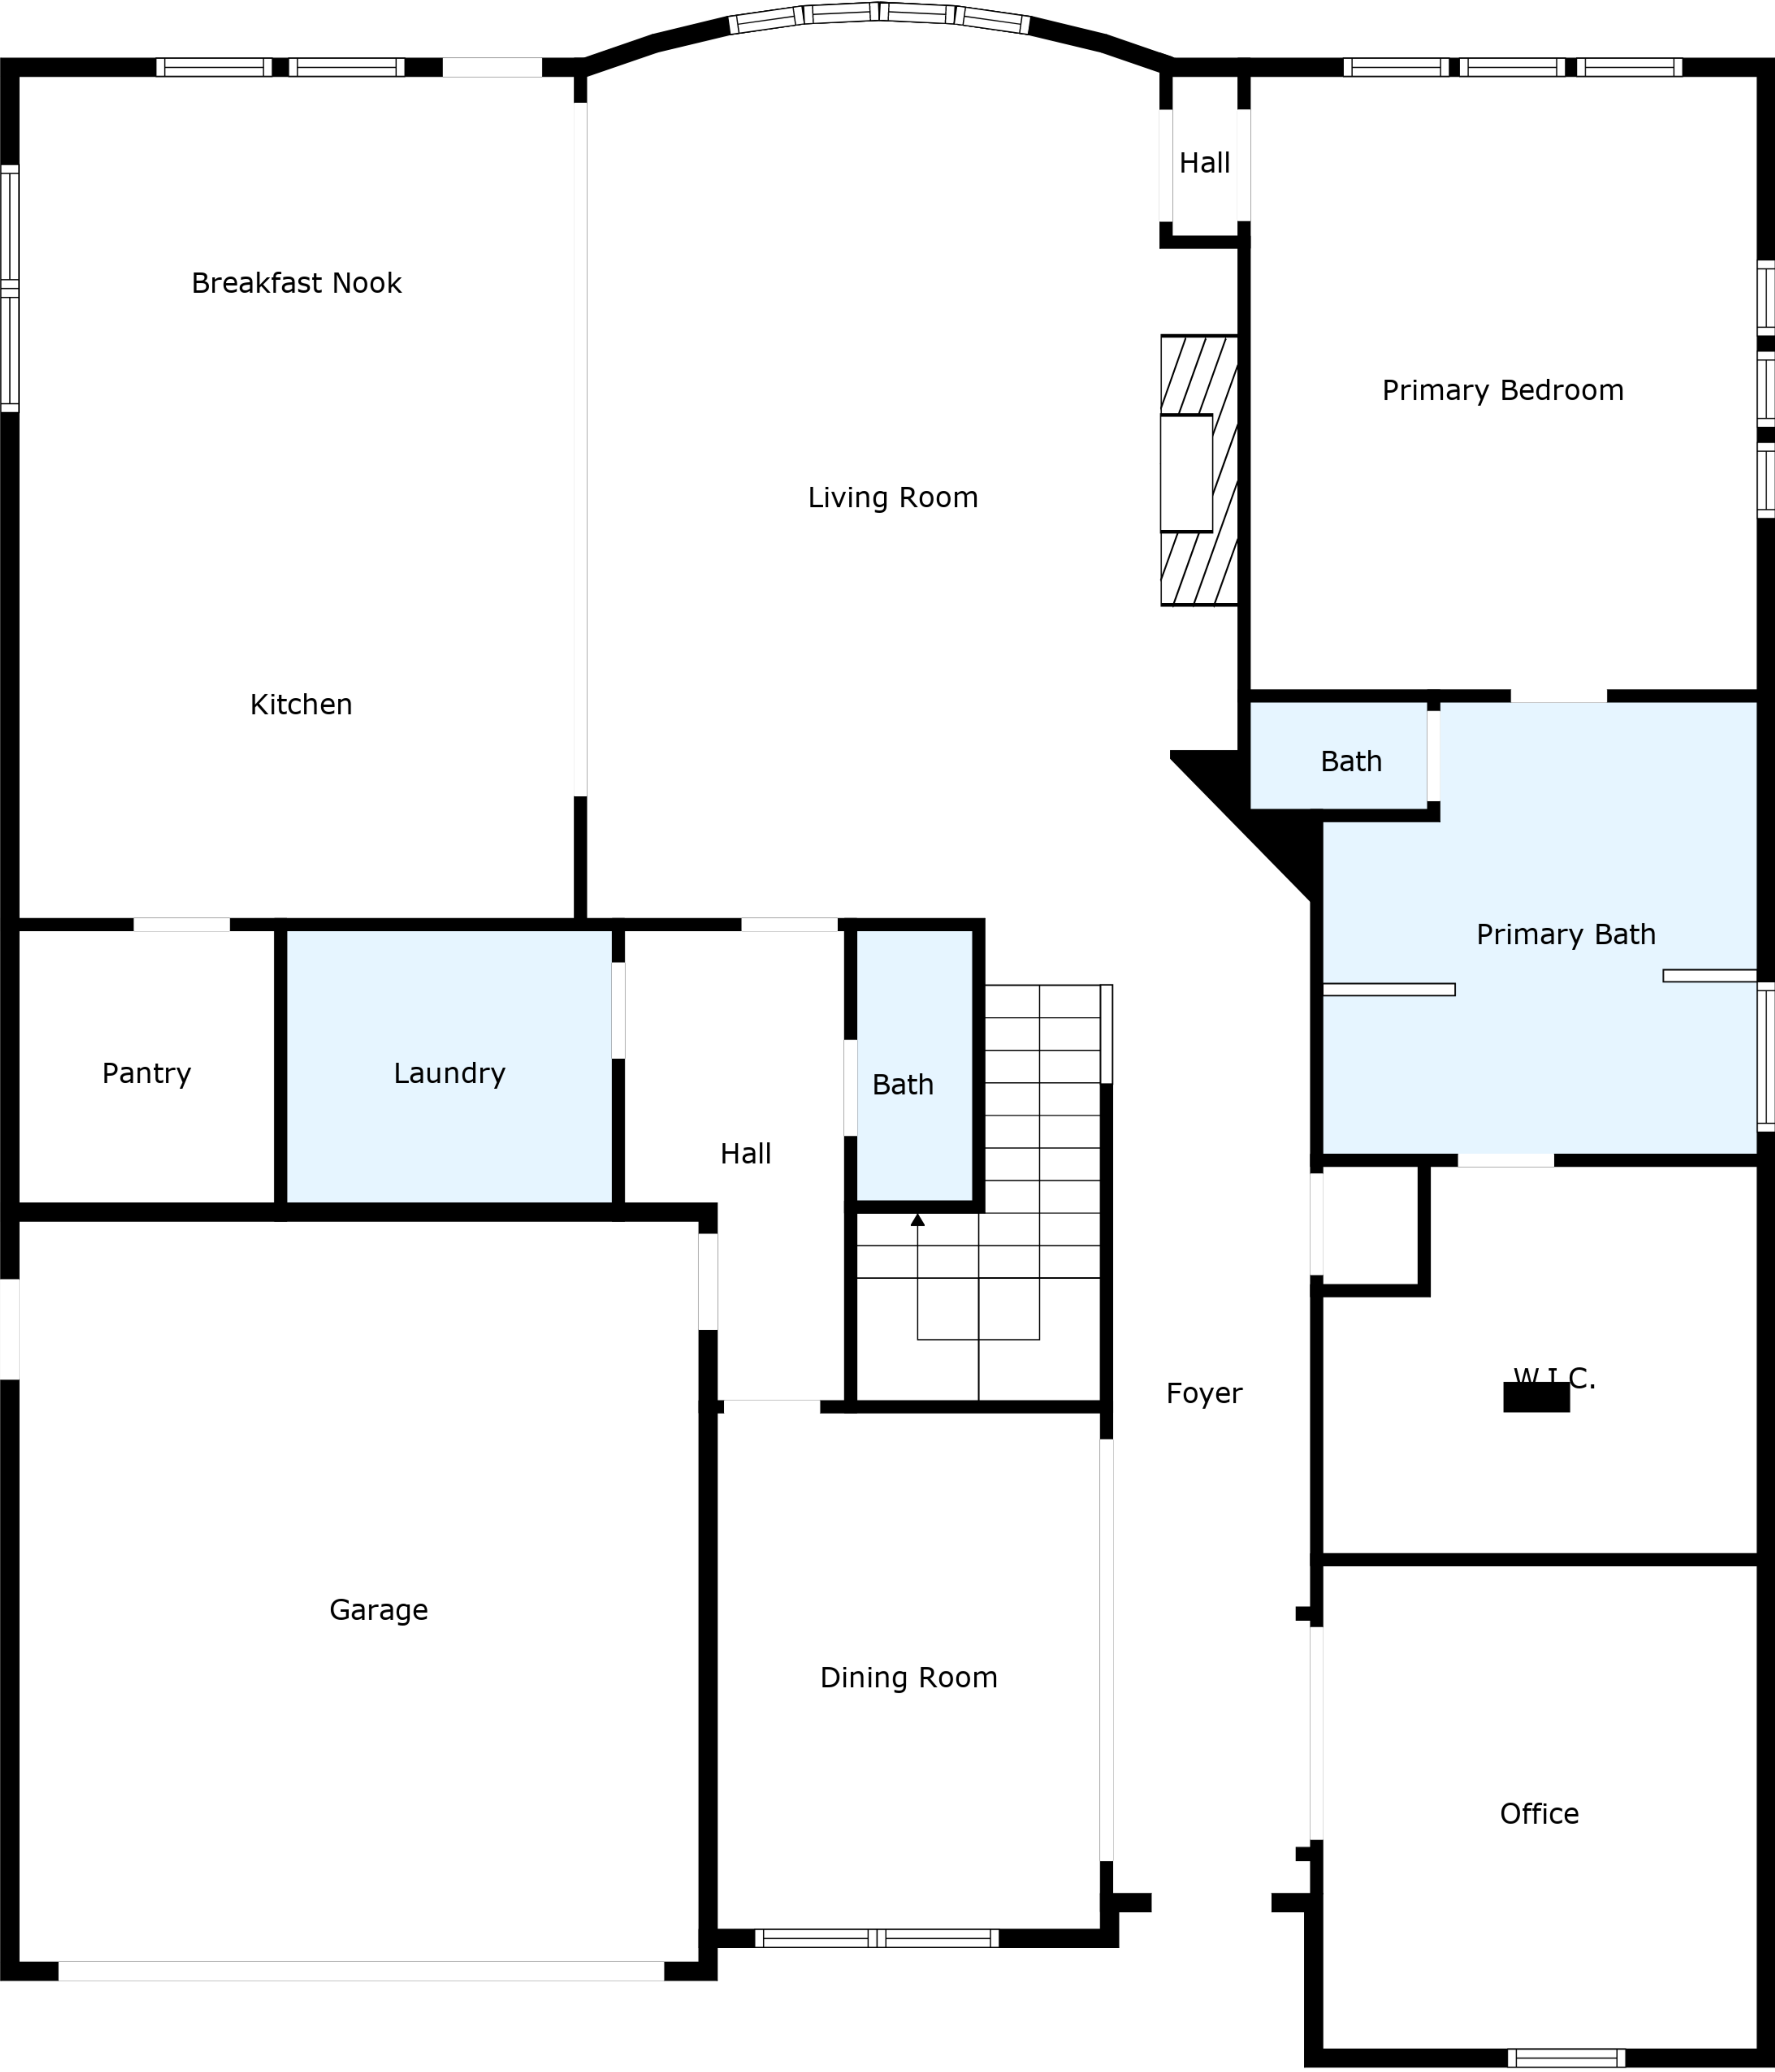 Hall
Breakfast Nook
Primary Bedroom
Living Room
Kitchen
Bath
Primary Bath
Pantry
Laundry
Bath
Hall
W.I.C.
Foyer
Garage
Dining Room
Office